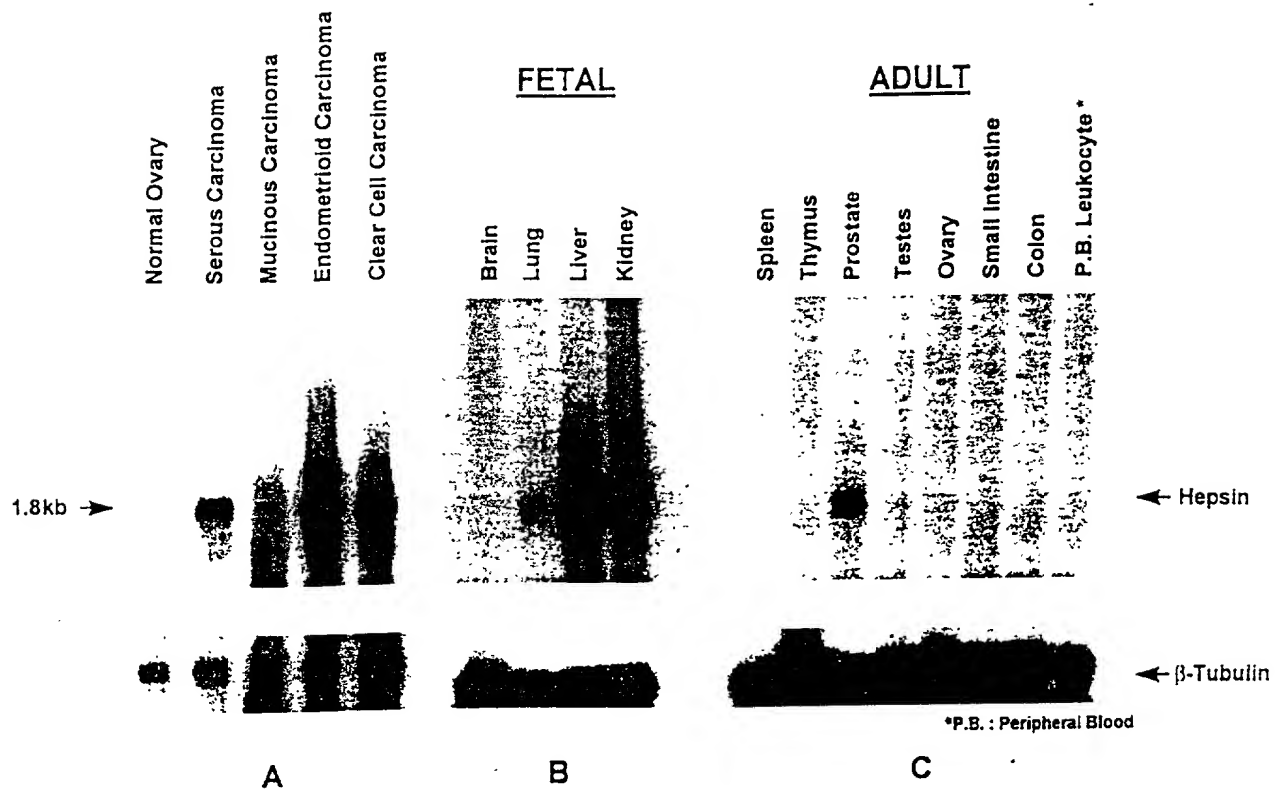 FETAL
ADULT
Normal Ovary
Serous Carcinoma
Mucinous Carcinoma
Endometrioid Carcinoma
Clear Cell Carcinoma
Brain
Lung
Liver
Kidney
Spleen
Thymus
Prostate
Testes
Ovary
Small Intestine
Colon
P.B. Leukocyte*
1.8kb
Hepsin
β-Tubulin
*P.B. : Peripheral Blood
A
B
C